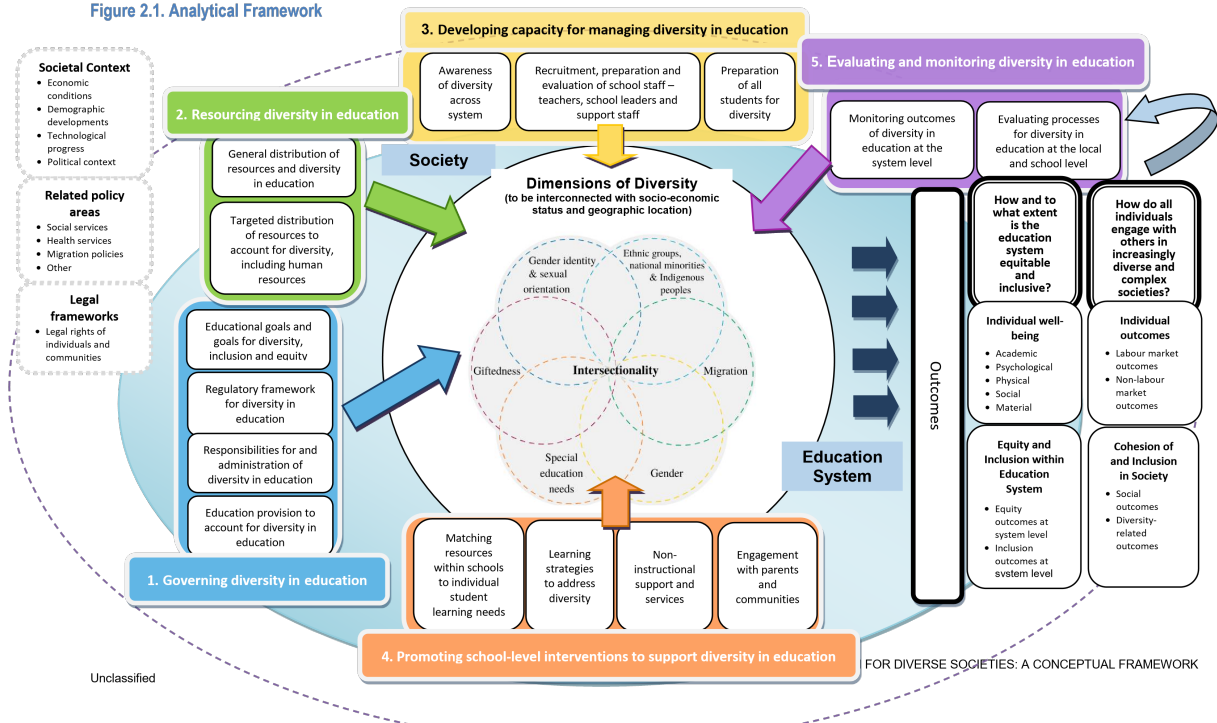 Figure 2.1. Analytical Framework
Societal Context
• Economic
conditions
• Demographic
developments
• Technological
progress
• Political context
Related policy
areas
• Social services
• Health services
• Migration policies
• Other
Legal
frameworks
• Legal rights of
individuals and
communities
2. Resourcing diversity in education
General distribution of
resources and diversity
in education
Targeted distribution
of resources to
account for diversity,
including human
resources
Educational goals and
goals for diversity,
inclusion and equity
Regulatory framework
for diversity in
education
Responsibilities for and
administration of
diversity in education
Education provision to
account for diversity in
education
1. Governing diversity in education
3. Developing capacity for managing diversity in education
Awareness
of diversity
across
system
Recruitment, preparation and
evaluation of school staff –
teachers, school leaders and
support staff
Preparation
of all
students for
diversity
Society
Dimensions of Diversity
(to be interconnected with socio-economic
status and geographic location)
Gender identity
& sexual
orientation
Ethnic groups,
national minorities
& Indigenous
peoples
Giftedness
Intersectionality
Migration
Special
education
needs
Gender
Education
System
Matching
resources
within schools
to individual
student
learning needs
Learning
strategies
to address
diversity
Non-
instructional
support and
services
Engagement
with parents
and
communities
4. Promoting school-level interventions to support diversity in education
5. Evaluating and monitoring diversity in education
Monitoring outcomes
of diversity in
education at the
system level
Evaluating processes
for diversity in
education at the local
and school level
Outcomes
How and to
what extent
is the
education
system
equitable
and
inclusive?
How do all
individuals
engage with
others in
increasingly
diverse and
complex
societies?
Individual well-
being
• Academic
• Psychological
• Physical
• Social
• Material
Individual
outcomes
• Labour market
outcomes
• Non-labour
market
outcomes
Equity and
Inclusion within
Education
System
• Equity
outcomes at
system level
• Inclusion
outcomes at
system level
Cohesion of
and Inclusion
in Society
• Social
outcomes
• Diversity-
related
outcomes
FOR DIVERSE SOCIETIES: A CONCEPTUAL FRAMEWORK
Unclassified